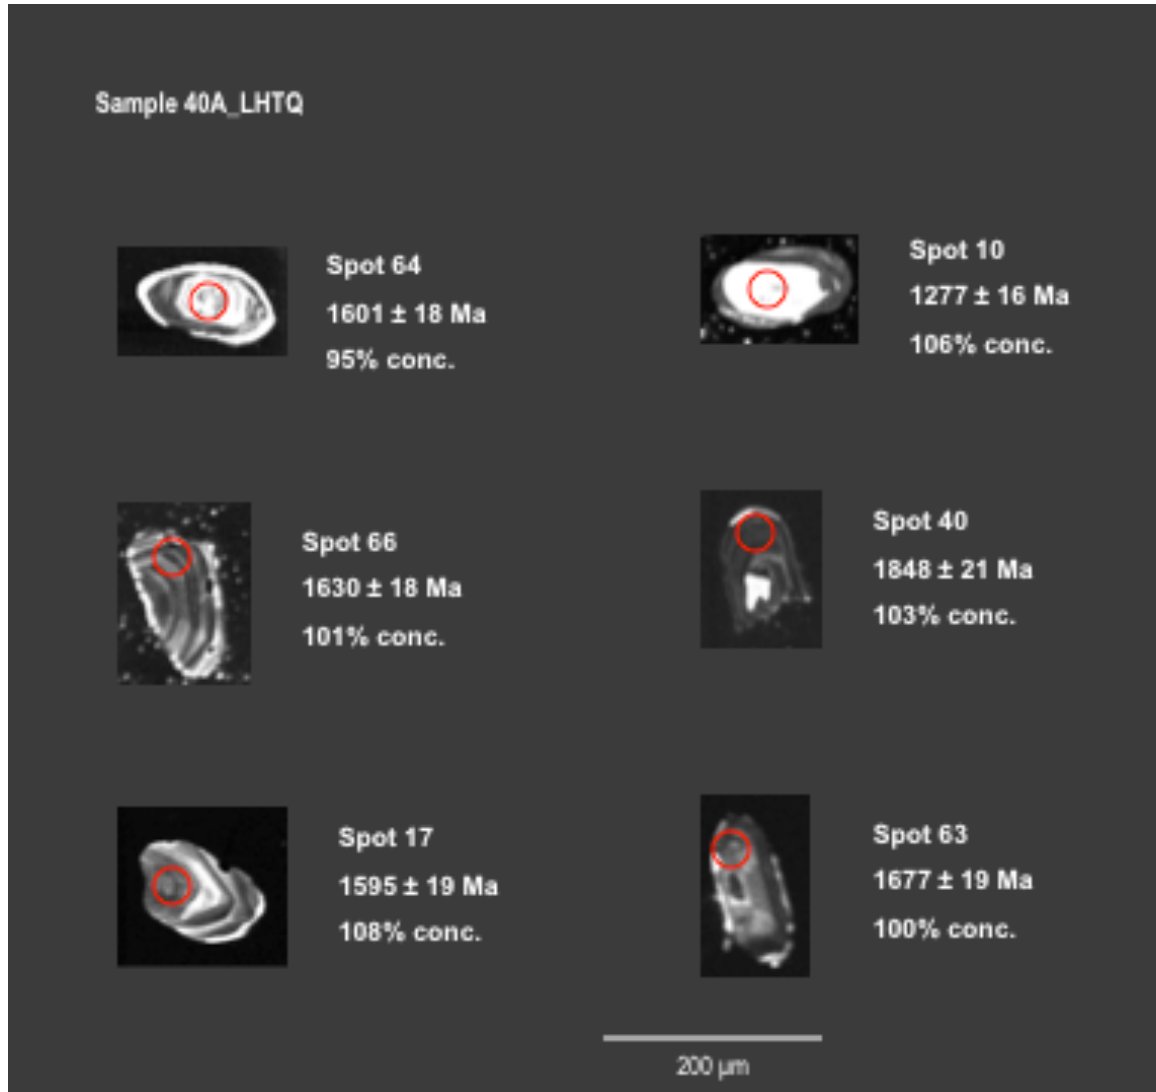 Sample 40A_LHTQ
Spot 64
1601 ± 18 Ma
95% conc.
Spot 10
1277 ± 16 Ma
106% conc.
Spot 66
1630 ± 18 Ma
101% conc.
Spot 40
1848 ± 21 Ma
103% conc.
Spot 17
1595 ± 19 Ma
108% conc.
Spot 63
1677 ± 19 Ma
100% conc.
200 µm